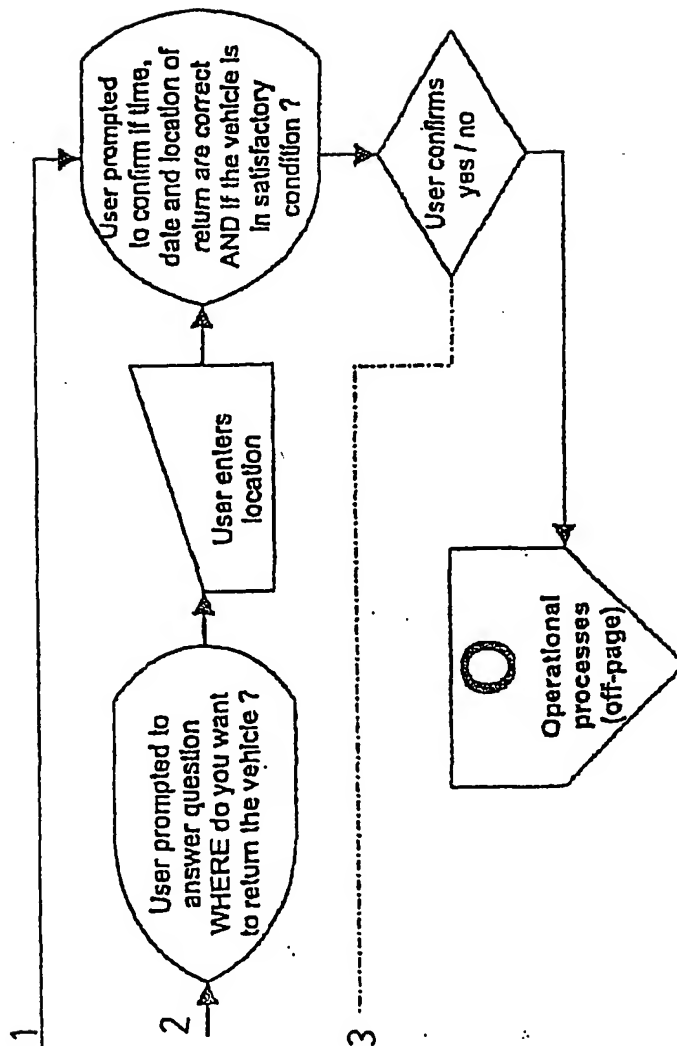 1
2
3
User prompted to
answer question
WHERE do you want
to return the vehicle ?
User enters
location
User prompted
to confirm if time,
date and location of
return are correct
AND if the vehicle is
In satisfactory
condition ?
User confirms
yes / no
O
Operational
processes
(off-page)